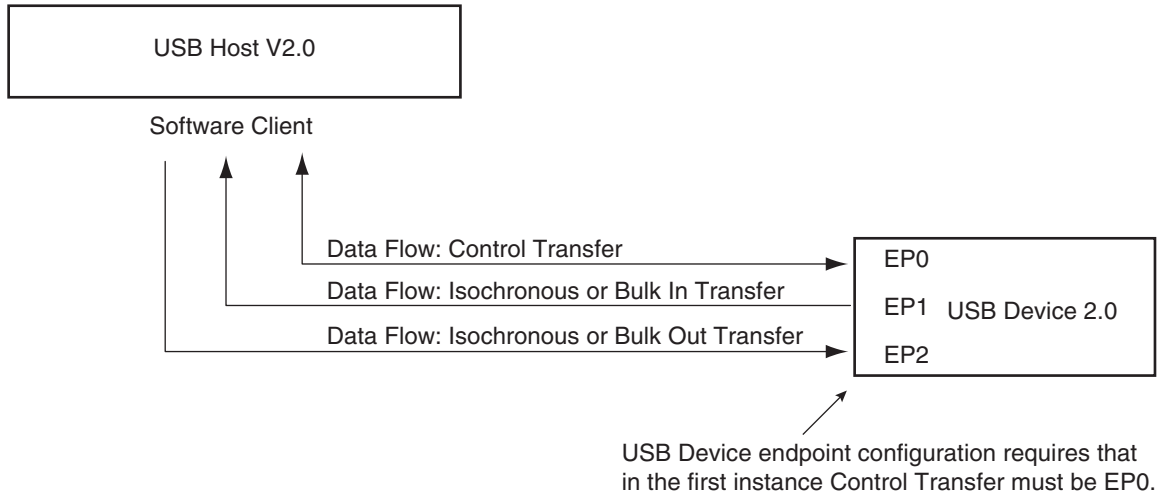 USB Host V2.0
Software Client
Data Flow: Control Transfer
Data Flow: Isochronous or Bulk In Transfer
Data Flow: Isochronous or Bulk Out Transfer
EP0
EP1
USB Device 2.0
EP2
USB Device endpoint configuration requires that
in the first instance Control Transfer must be EP0.